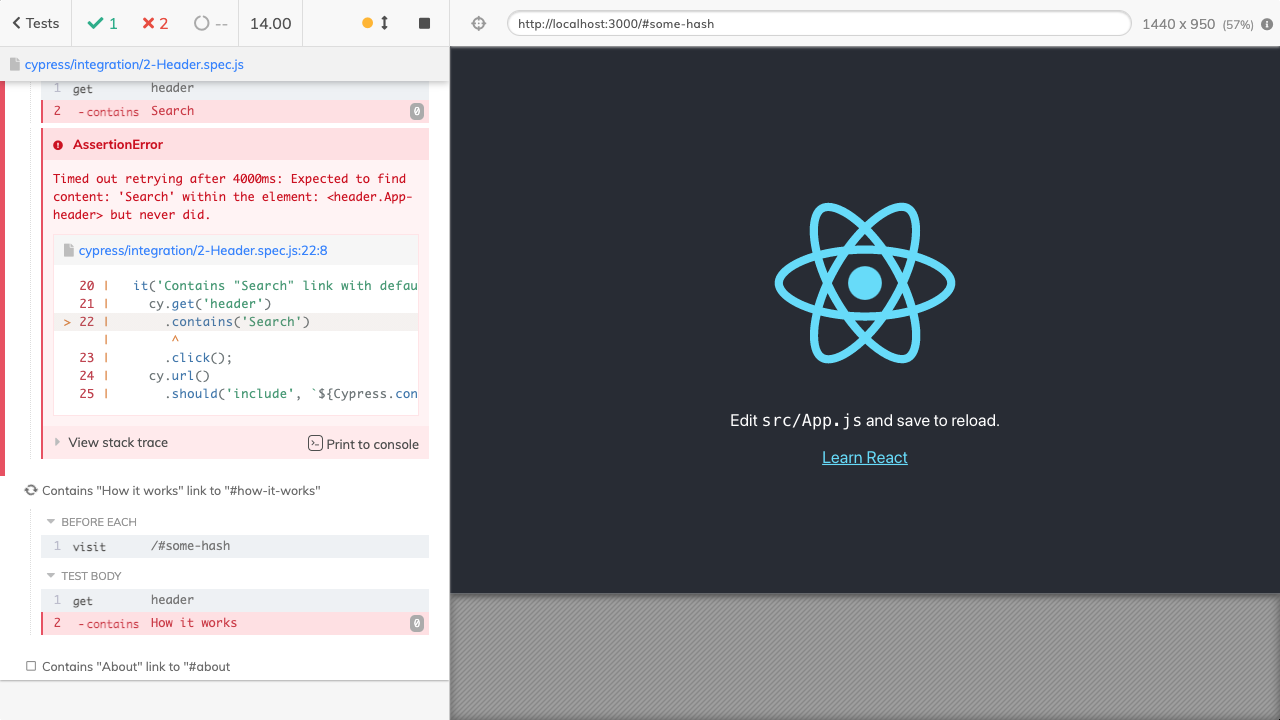 Tests 1 2 -- 14.00
http://localhost:3000/#some-hash 1440 x 950 (57%)
cypress/integration/2-Header.spec.js
1 get header
2 -contains Search 0
AssertionError
Timed out retrying after 4000ms: Expected to find
content: 'Search' within the element: <header.App-
header> but never did.
cypress/integration/2-Header.spec.js:22:8
20 | it('Contains "Search" link with defau
21 | cy.get('header')
> 22 | .contains('Search')
| ^
23 | .click();
24 | cy.url()
25 | .should('include', `${Cypress.con
View stack trace Print to console
Contains "How it works" link to "#how-it-works"
BEFORE EACH
1 visit /#some-hash
TEST BODY
1 get header
2 -contains How it works 0
Contains "About" link to "#about
Edit src/App.js and save to reload.
Learn React